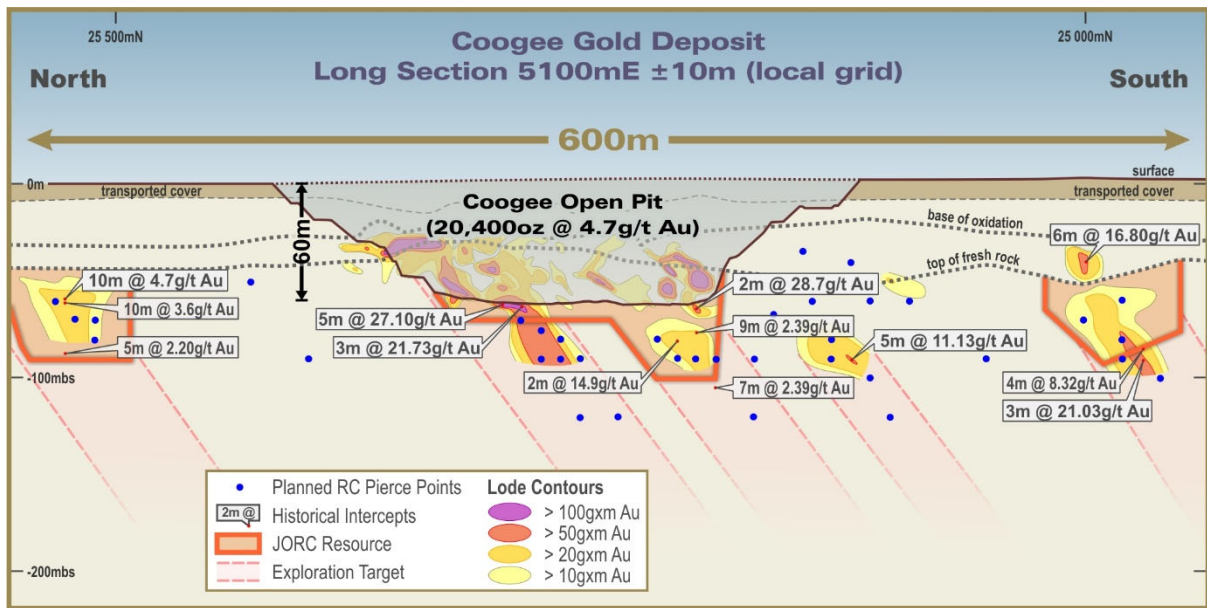 25 500mN
25 000mN
Coogee Gold Deposit
Long Section 5100mE ±10m (local grid)
North
South
600m
0m
transported cover
surface
transported cover
Coogee Open Pit
(20,400oz @ 4.7g/t Au)
60m
base of oxidation
top of fresh rock
6m @ 16.80g/t Au
10m @ 4.7g/t Au
10m @ 3.6g/t Au
5m @ 2.20g/t Au
2m @ 28.7g/t Au
5m @ 27.10g/t Au
3m @ 21.73g/t Au
9m @ 2.39g/t Au
5m @ 11.13g/t Au
2m @ 14.9g/t Au
7m @ 2.39g/t Au
4m @ 8.32g/t Au
3m @ 21.03g/t Au
-100mbs
-200mbs
Planned RC Pierce Points
2m @
Historical Intercepts
JORC Resource
Exploration Target
Lode Contours
> 100gxm Au
> 50gxm Au
> 20gxm Au
> 10gxm Au